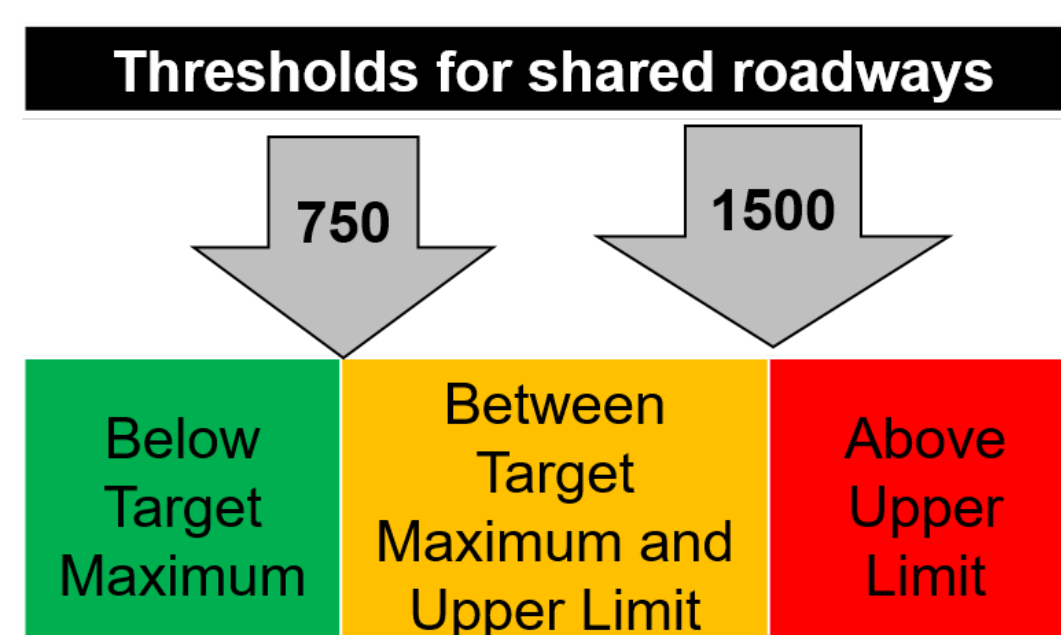 Thresholds for shared roadways
750
1500
Below
Target
Maximum
Between
Target
Maximum and
Upper Limit
Above
Upper
Limit